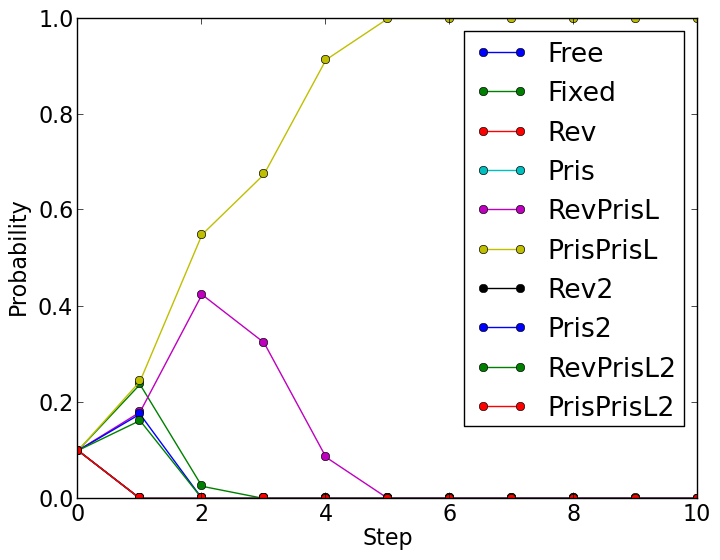 1.0
0.8
0.6
0.4
0.2
0.0
Probability
0 2 4 6 8 10
Step
Free
Fixed
Rev
Pris
RevPrisL
PrisPrisL
Rev2
Pris2
RevPrisL2
PrisPrisL2